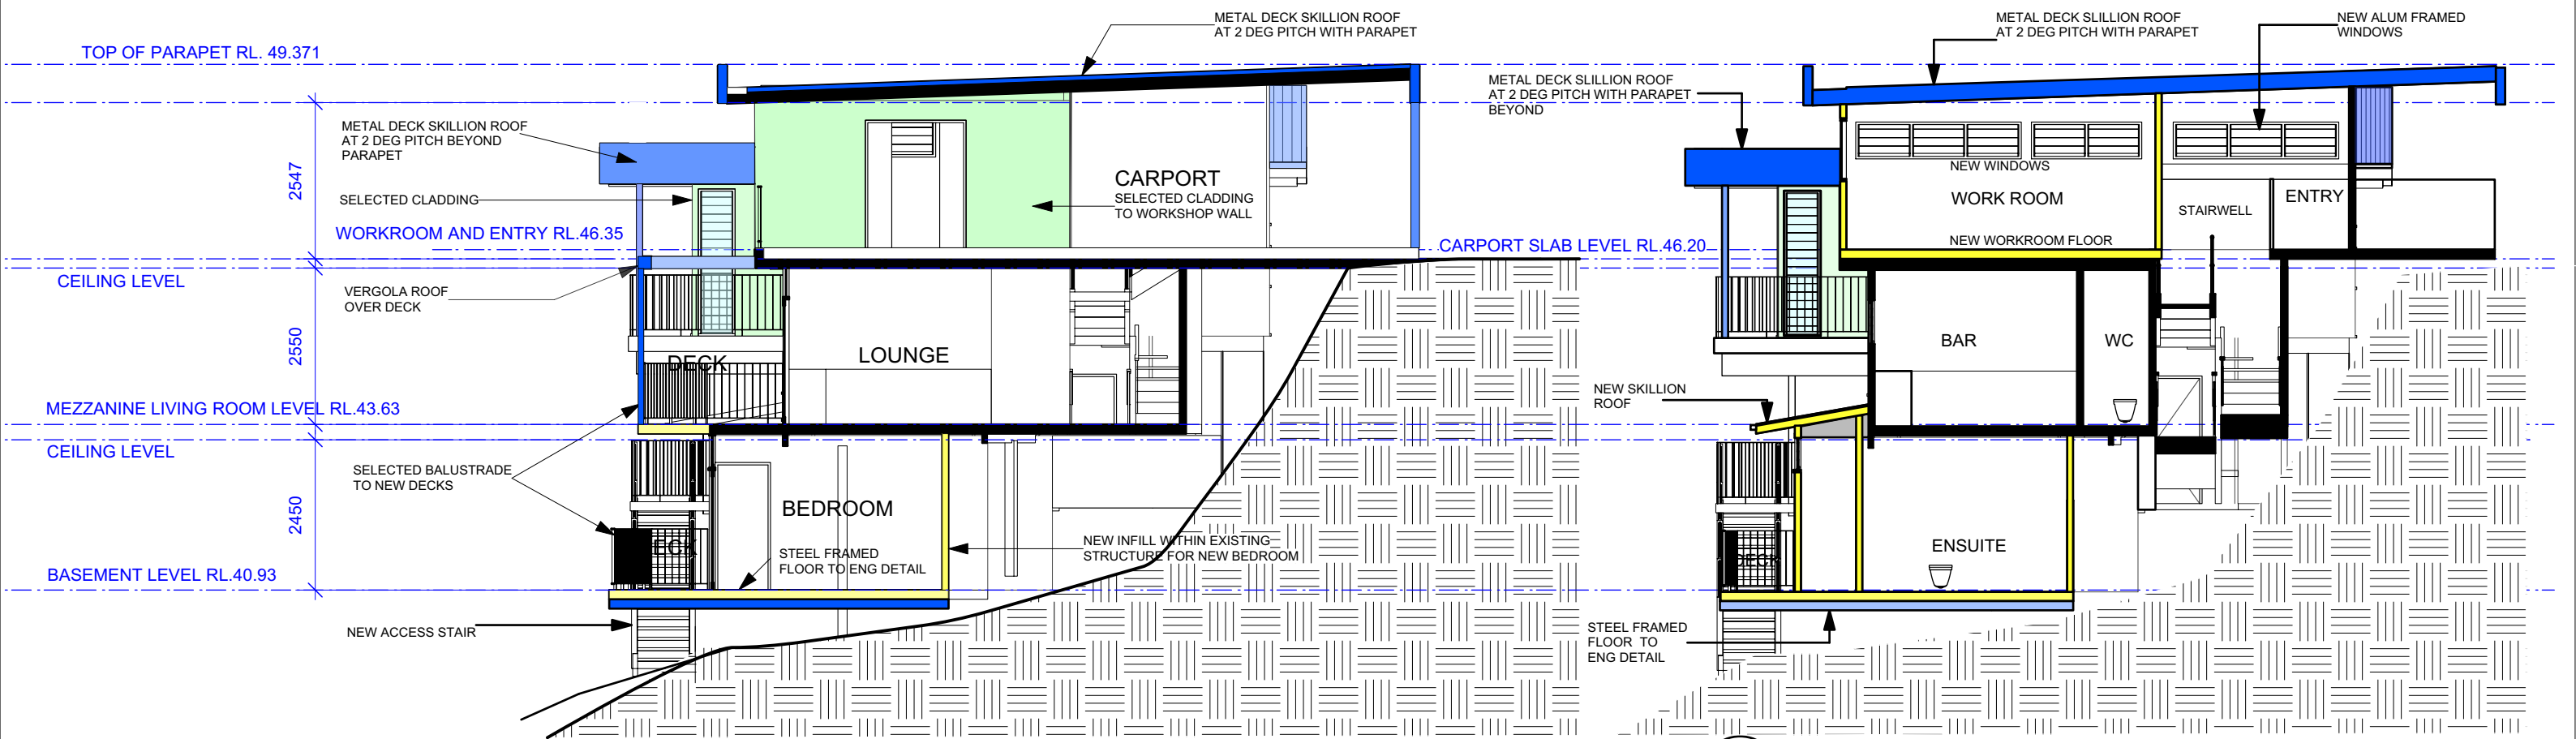 TOP OF PARAPET RL. 49.371
METAL DECK SKILLION ROOF
AT 2 DEG PITCH WITH PARAPET
METAL DECK SKILLION ROOF
AT 2 DEG PITCH BEYOND
PARAPET
2547
SELECTED CLADDING
CARPORT
SELECTED CLADDING
TO WORKSHOP WALL
WORKROOM AND ENTRY RL.46.35
CEILING LEVEL
VERGOLA ROOF
OVER DECK
2550
DECK
LOUNGE
MEZZANINE LIVING ROOM LEVEL RL.43.63
CEILING LEVEL
SELECTED BALUSTRADE
TO NEW DECKS
2450
BEDROOM
DECK
STEEL FRAMED
FLOOR TO ENG DETAIL
NEW INFILL WITHIN EXISTING
STRUCTURE FOR NEW BEDROOM
BASEMENT LEVEL RL.40.93
NEW ACCESS STAIR
METAL DECK SLILLION ROOF
AT 2 DEG PITCH WITH PARAPET
BEYOND
METAL DECK SLILLION ROOF
AT 2 DEG PITCH WITH PARAPET
NEW ALUM FRAMED
WINDOWS
NEW WINDOWS
WORK ROOM
STAIRWELL
ENTRY
NEW WORKROOM FLOOR
CARPORT SLAB LEVEL RL.46.20
BAR
WC
NEW SKILLION
ROOF
ENSUITE
DECK
STEEL FRAMED
FLOOR TO
ENG DETAIL